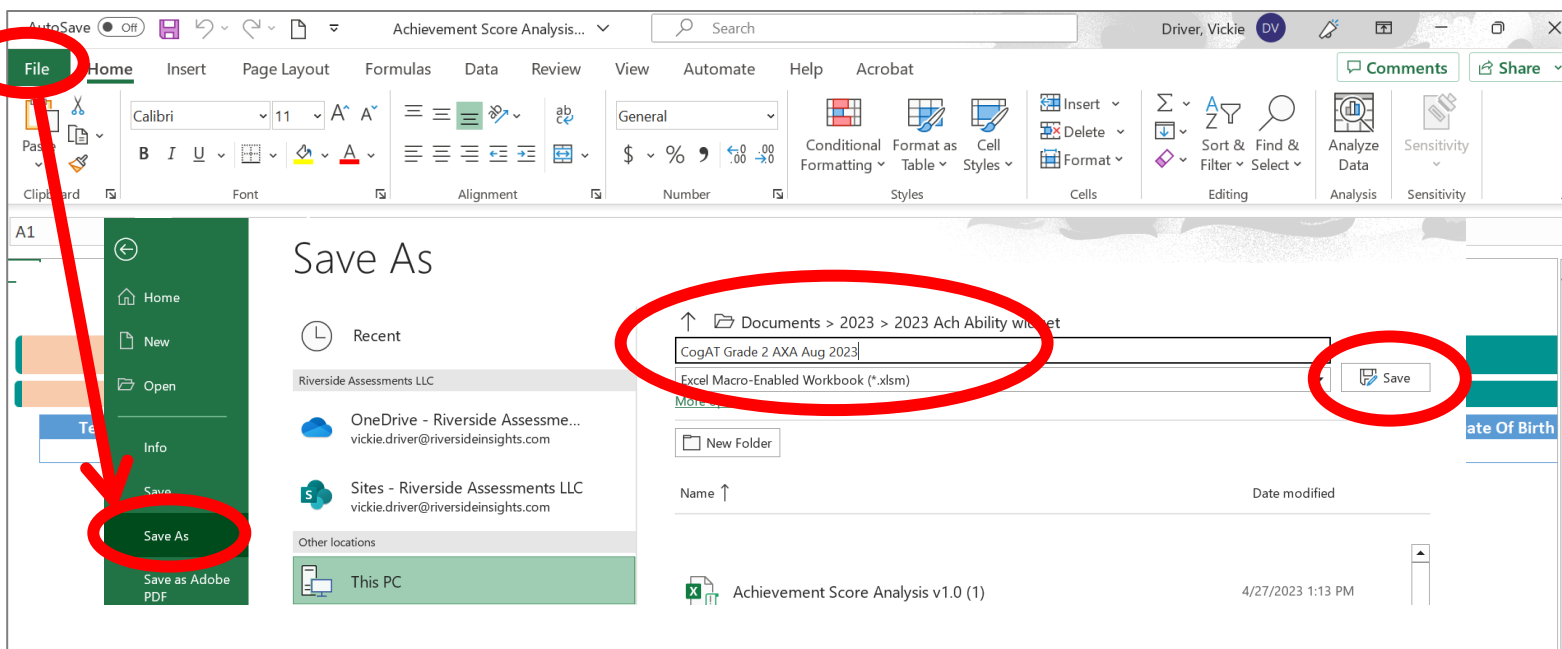 AutoSave Off Achievement Score Analysis... Search Driver, Vickie DV
File Home Insert Page Layout Formulas Data Review View Automate Help Acrobat Comments Share
Paste Calibri 11 A^ A˅ ab General Insert Σ
B I U A $ % 9 .00 .0 Conditional Formatting Format as Table Cell Styles Delete Format Sort & Filter Find & Select Analyze Data Sensitivity
Clipboard Font Alignment Number Styles Cells Editing Analysis Sensitivity
A1
Save As
Home
New
Open
Info
Save
Save As
Save as Adobe
PDF
Recent
Riverside Assessments LLC
OneDrive - Riverside Assessme...
vickie.driver@riversideinsights.com
Sites - Riverside Assessments LLC
vickie.driver@riversideinsights.com
Other locations
This PC
Documents > 2023 > 2023 Ach Ability widget
CogAT Grade 2 AXA Aug 2023
Excel Macro-Enabled Workbook (*.xlsm)
Save
New Folder
Name ↑ Date modified
Achievement Score Analysis v1.0 (1) 4/27/2023 1:13 PM
ate Of Birth